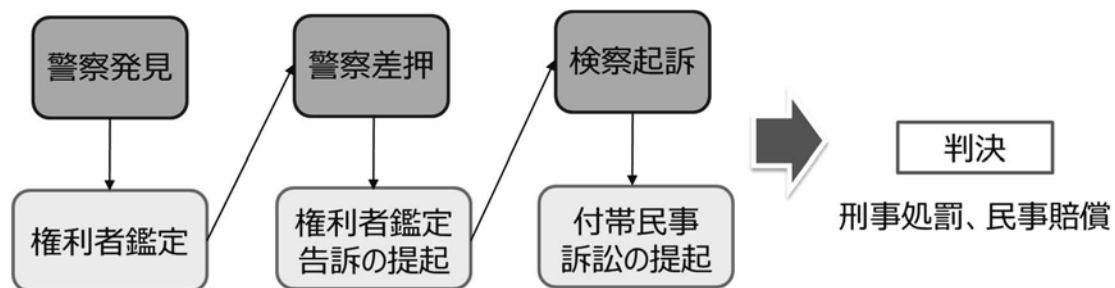 警察発見
警察差押
検察起訴
権利者鑑定
権利者鑑定
告訴の提起
付帯民事
訴訟の提起
判決
刑事処罰、民事賠償